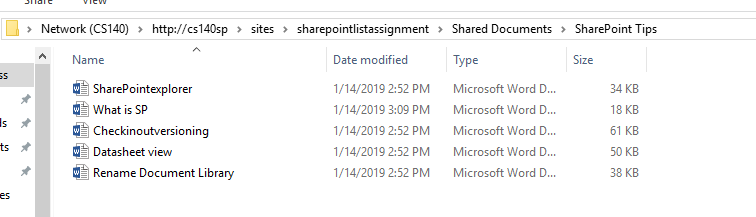 Share View
Network (CS140) > http://cs140sp > sites > sharepointlistassignment > Shared Documents > SharePoint Tips
Name Date modified Type Size
ss
SharePointexplorer 1/14/2019 2:52 PM Microsoft Word D... 34 KB
What is SP 1/14/2019 3:09 PM Microsoft Word D... 18 KB
ls Checkinoutversioning 1/14/2019 2:52 PM Microsoft Word D... 61 KB
ts Datasheet view 1/14/2019 2:52 PM Microsoft Word D... 50 KB
Rename Document Library 1/14/2019 2:52 PM Microsoft Word D... 38 KB
es